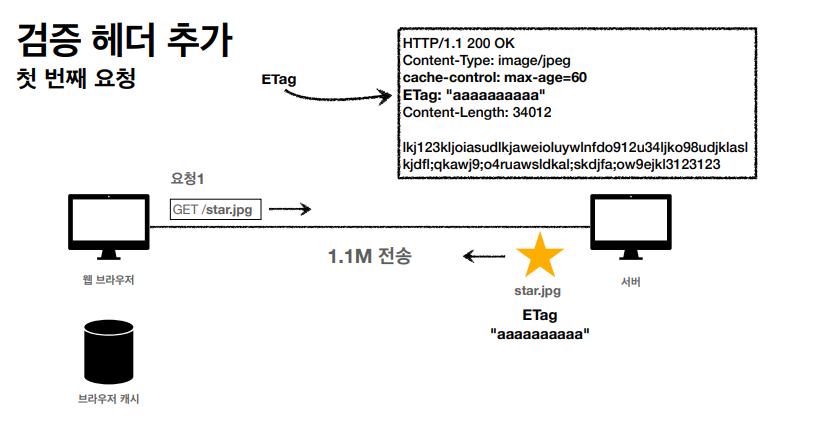 검증 헤더 추가
첫 번째 요청
ETag
HTTP/1.1 200 OK
Content-Type: image/jpeg
cache-control: max-age=60
ETag: "aaaaaaaaaa"
Content-Length: 34012
lkj123kljoiasudlkjaweioluywlnfdo912u34ljko98udjklasl
kjdfl;qkawj9;o4ruawsldkal;skdjfa;ow9ejkl3123123
요청1
GET /star.jpg
1.1M 전송
웹 브라우저
star.jpg
서버
ETag
"aaaaaaaaaa"
브라우저 캐시